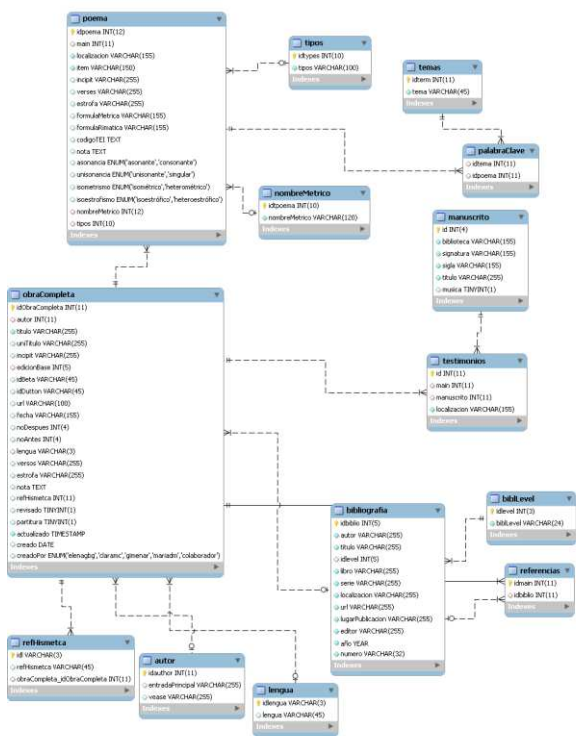 poema
idpoema INT(12)
main INT(11)
localizacion VARCHAR(155)
item VARCHAR(150)
incipit VARCHAR(255)
verses VARCHAR(255)
estrofa VARCHAR(255)
formulaMetrica VARCHAR(155)
formulaRimatica VARCHAR(155)
codigoTEI TEXT
nota TEXT
asonancia ENUM('asonante','consonante')
unisonancia ENUM('unisonante','singular')
isometrismo ENUM('isométrico','heterométrico')
isoestrofismo ENUM('isoestrófico','heteroestrófico')
nombreMetrico INT(12)
tipos INT(10)
Indexes
tipos
idtypes INT(10)
tipos VARCHAR(100)
Indexes
temas
idterm INT(11)
tema VARCHAR(45)
Indexes
palabraClave
idtema INT(11)
idpoema INT(11)
Indexes
nombreMetrico
idtpoema INT(10)
nombreMetrico VARCHAR(120)
Indexes
manuscrito
id INT(4)
biblioteca VARCHAR(155)
signatura VARCHAR(155)
sigla VARCHAR(155)
titulo VARCHAR(255)
musica TINYINT(1)
Indexes
obraCompleta
idObraCompleta INT(11)
autor INT(11)
titulo VARCHAR(255)
uniTitulo VARCHAR(255)
incipit VARCHAR(255)
edicionBase INT(5)
idBeta VARCHAR(45)
idDutton VARCHAR(45)
url VARCHAR(100)
fecha VARCHAR(155)
noDespues INT(4)
noAntes INT(4)
lengua VARCHAR(3)
versos VARCHAR(255)
estrofa VARCHAR(255)
nota TEXT
refHismetca INT(11)
revisado TINYINT(1)
partitura TINYINT(1)
actualizado TIMESTAMP
creado DATE
creadoPor ENUM('elenagbg','claramc','gimenar','mariadm','colaborador')
Indexes
testimonios
id INT(11)
main INT(11)
manuscrito INT(11)
localizacion VARCHAR(155)
Indexes
bibliografia
idbiblio INT(5)
autor VARCHAR(255)
titulo VARCHAR(255)
idlevel INT(5)
libro VARCHAR(255)
serie VARCHAR(255)
localizacion VARCHAR(255)
url VARCHAR(255)
lugarPublicacion VARCHAR(255)
editor VARCHAR(255)
año YEAR
numero VARCHAR(32)
Indexes
biblLevel
idlevel INT(3)
biblLevel VARCHAR(24)
Indexes
referencias
idmain INT(11)
idbiblio INT(11)
Indexes
refHismetca
id VARCHAR(3)
refHismetca VARCHAR(45)
obraCompleta_idObraCompleta INT(11)
Indexes
autor
idauthor INT(11)
entradaPrincipal VARCHAR(255)
vease VARCHAR(255)
Indexes
lengua
idlengua VARCHAR(3)
lengua VARCHAR(45)
Indexes